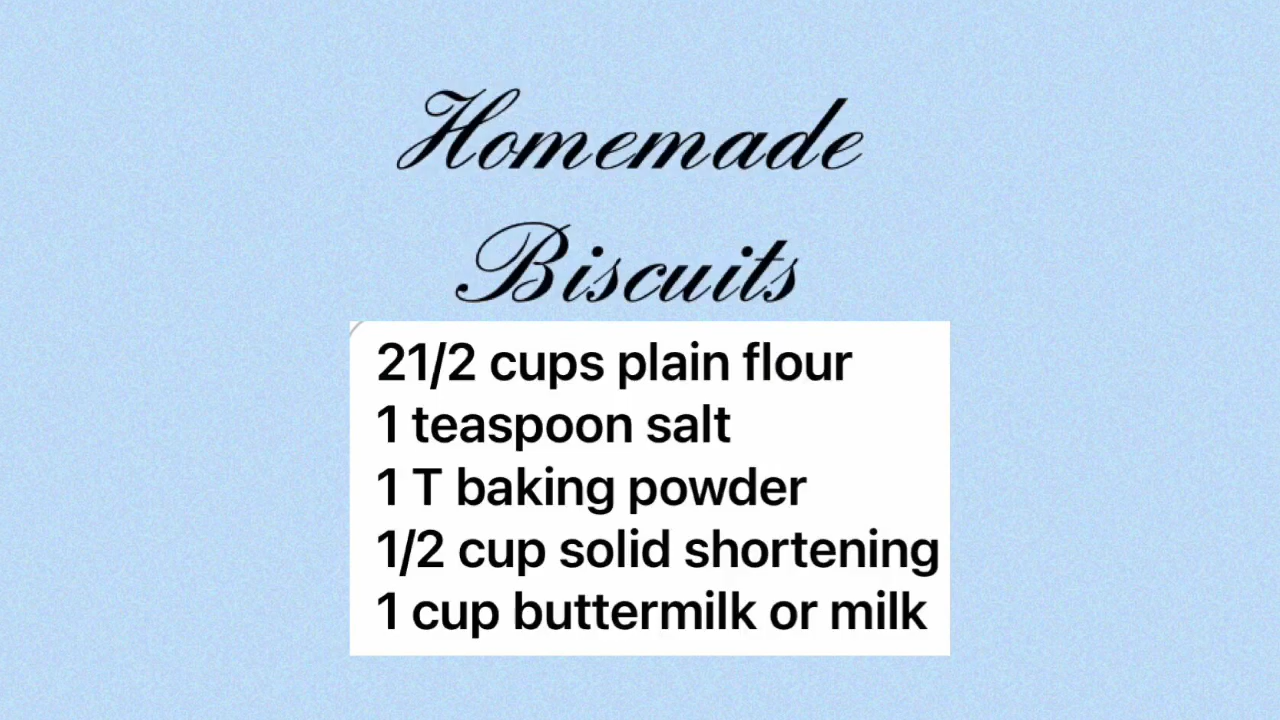 Homemade
Biscuits
21/2 cups plain flour
1 teaspoon salt
1 T baking powder
1/2 cup solid shortening
1 cup buttermilk or milk